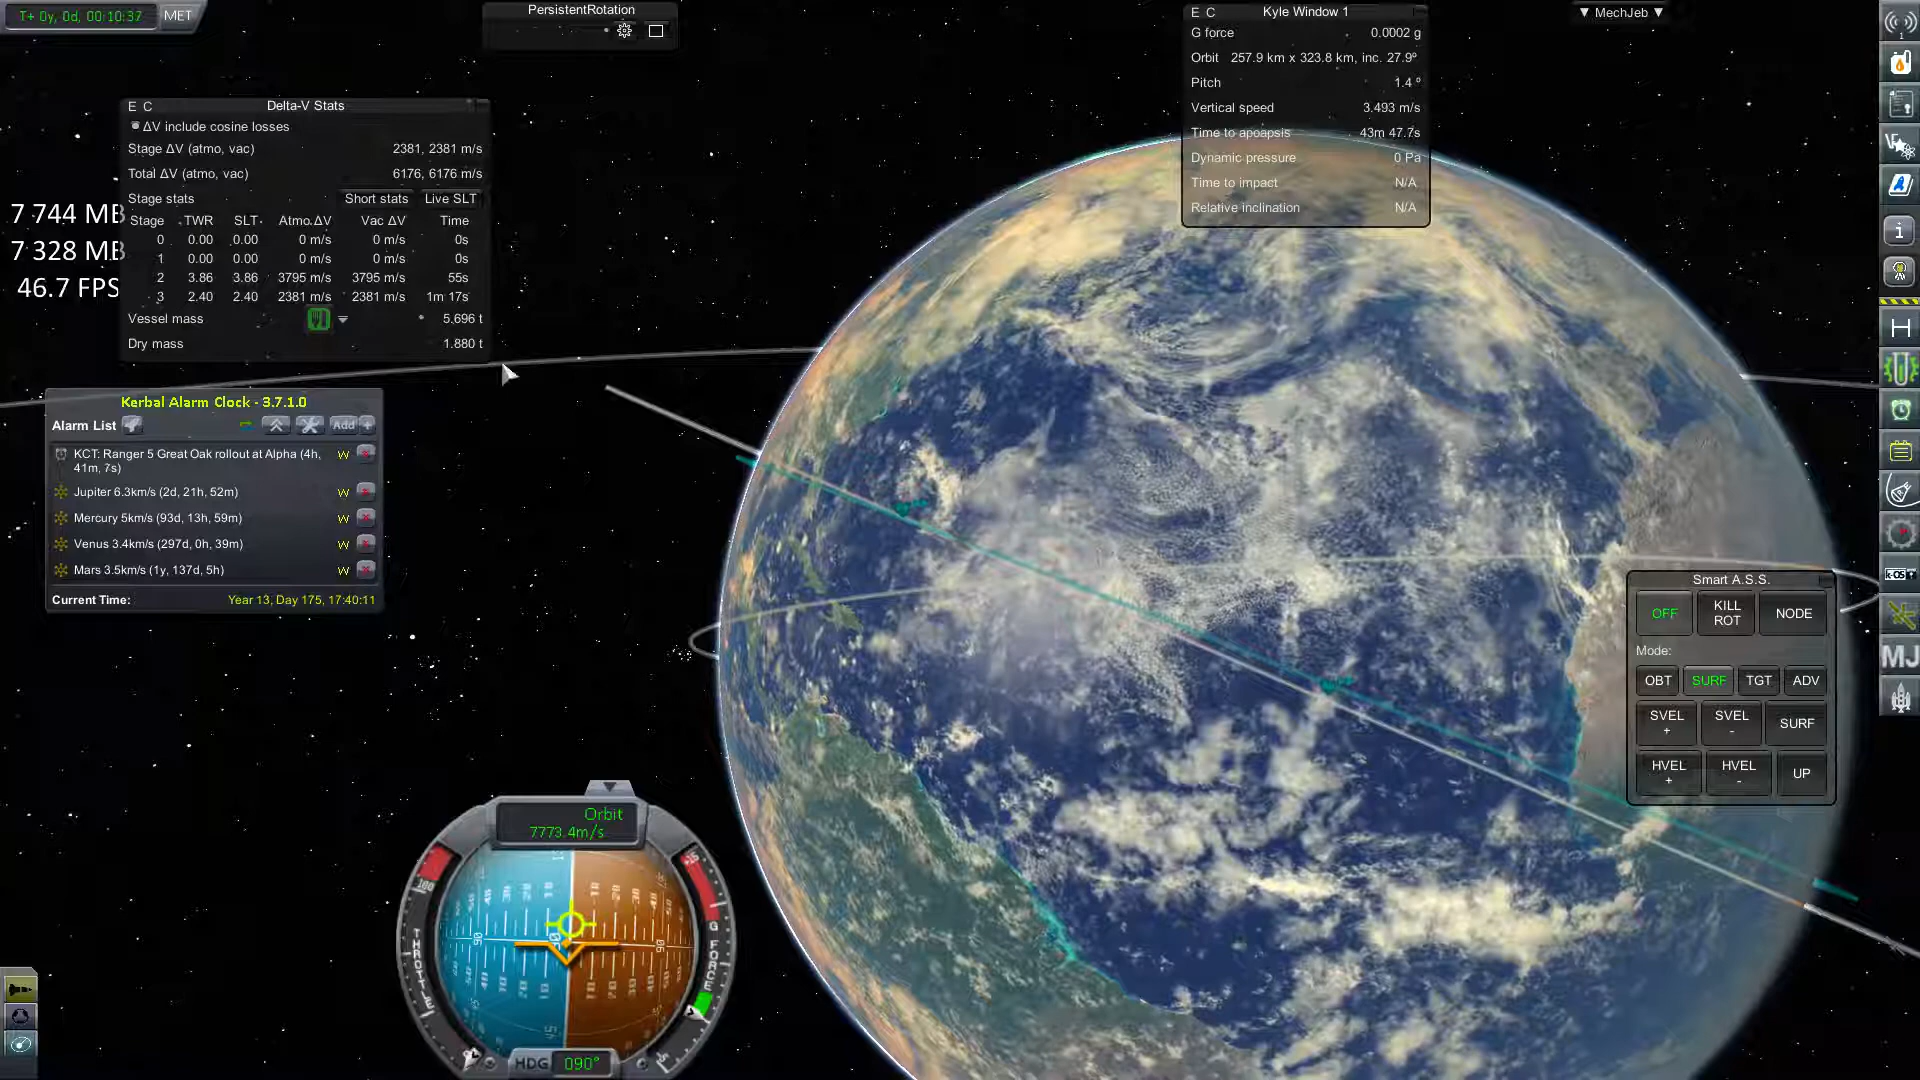 T+ 0y, 0d, 00:10:37 MET
PersistentRotation
E C Kyle Window 1
G force 0.0002 g
Orbit 257.9 km x 323.8 km, inc. 27.9º
Pitch 1.4 º
Vertical speed 3.493 m/s
Time to apoapsis 43m 47.7s
Dynamic pressure 0 Pa
Time to impact N/A
Relative inclination N/A
▼ MechJeb ▼
7 744 MB
7 328 MB
46.7 FPS
E C Delta-V Stats
ΔV include cosine losses
Stage ΔV (atmo, vac) 2381, 2381 m/s
Total ΔV (atmo, vac) 6176, 6176 m/s
Stage stats Short stats Live SLT
Stage TWR SLT Atmo ΔV Vac ΔV Time
0 0.00 0.00 0 m/s 0 m/s 0s
1 0.00 0.00 0 m/s 0 m/s 0s
2 3.86 3.86 3795 m/s 3795 m/s 55s
3 2.40 2.40 2381 m/s 2381 m/s 1m 17s
Vessel mass 5.696 t
Dry mass 1.880 t
Kerbal Alarm Clock - 3.7.1.0
Alarm List Add +
KCT: Ranger 5 Great Oak rollout at Alpha (4h, W
41m, 7s)
Jupiter 6.3km/s (2d, 21h, 52m) W
Mercury 5km/s (93d, 13h, 59m) W
Venus 3.4km/s (297d, 0h, 39m) W
Mars 3.5km/s (1y, 137d, 5h) W
Current Time: Year 13, Day 175, 17:40:11
Smart A.S.S.
OFF KILL ROT NODE
Mode:
OBT SURF TGT ADV
SVEL + SVEL - SURF
HVEL + HVEL - UP
Orbit
7773.4m/s
THROTTLE
G FORCE
HDG 090°
kOS
MJ